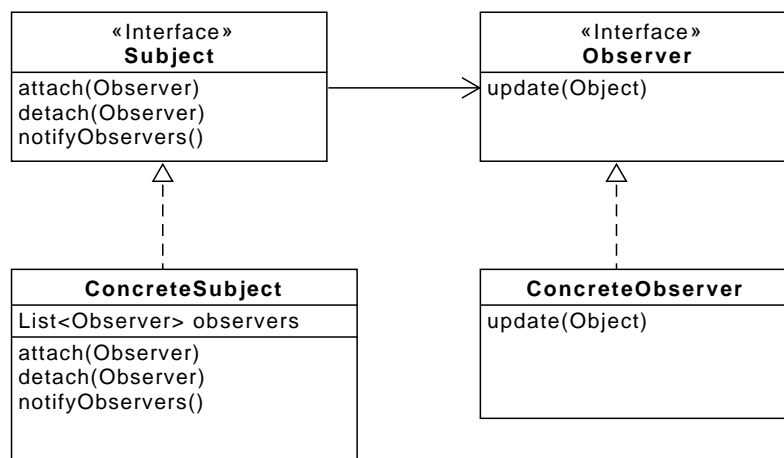 «Interface»
Subject
attach(Observer)
detach(Observer)
notifyObservers()
«Interface»
Observer
update(Object)
ConcreteSubject
List<Observer> observers
attach(Observer)
detach(Observer)
notifyObservers()
ConcreteObserver
update(Object)